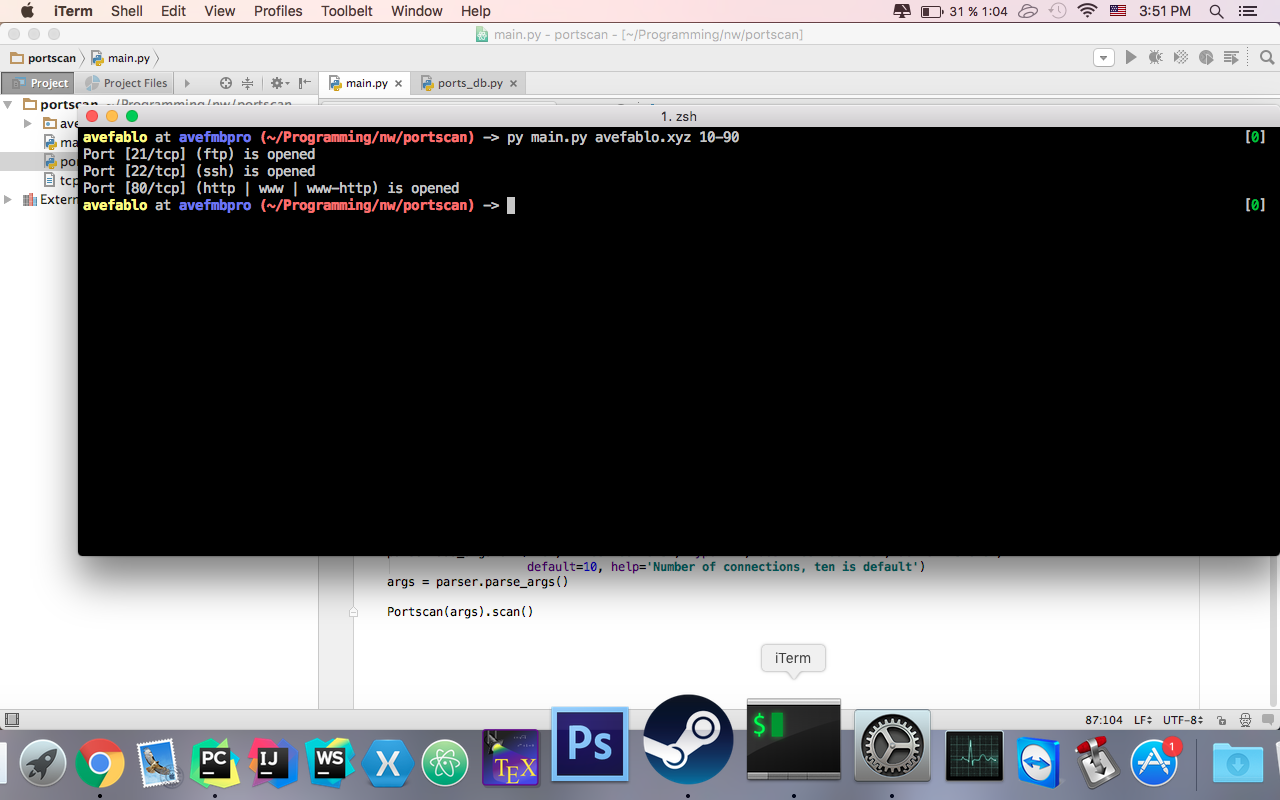 iTerm Shell Edit View Profiles Toolbelt Window Help 31 % 1:04 3:51 PM
main.py - portscan - [~/Programming/nw/portscan]
portscan main.py
Project Project Files main.py ports_db.py
portscan ~/Programming/nw/portscan
1. zsh
ave
avefablo at avefmbpro (~/Programming/nw/portscan) -> py main.py avefablo.xyz 10-90 [0]
ma
Port [21/tcp] (ftp) is opened
por
Port [22/tcp] (ssh) is opened
tcp
Port [80/tcp] (http | www | www-http) is opened
Extern
avefablo at avefmbpro (~/Programming/nw/portscan) -> [0]
default=10, help='Number of connections, ten is default')
args = parser.parse_args()
Portscan(args).scan()
iTerm
87:104 LF UTF-8
PC IJ WS X TEX Ps $ 1